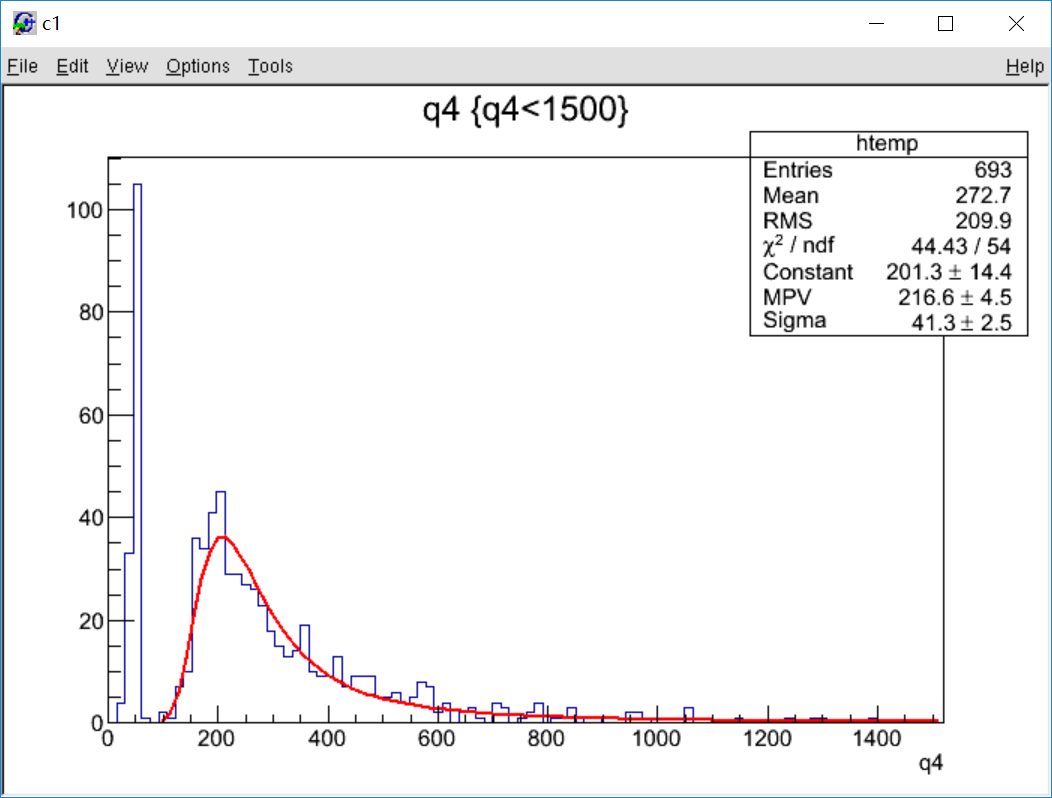 c1
File Edit View Options Tools Help
q4 {q4<1500}
htemp
Entries 693
Mean 272.7
RMS 209.9
χ² / ndf 44.43 / 54
Constant 201.3 ± 14.4
MPV 216.6 ± 4.5
Sigma 41.3 ± 2.5
100
80
60
40
20
0
0 200 400 600 800 1000 1200 1400
q4